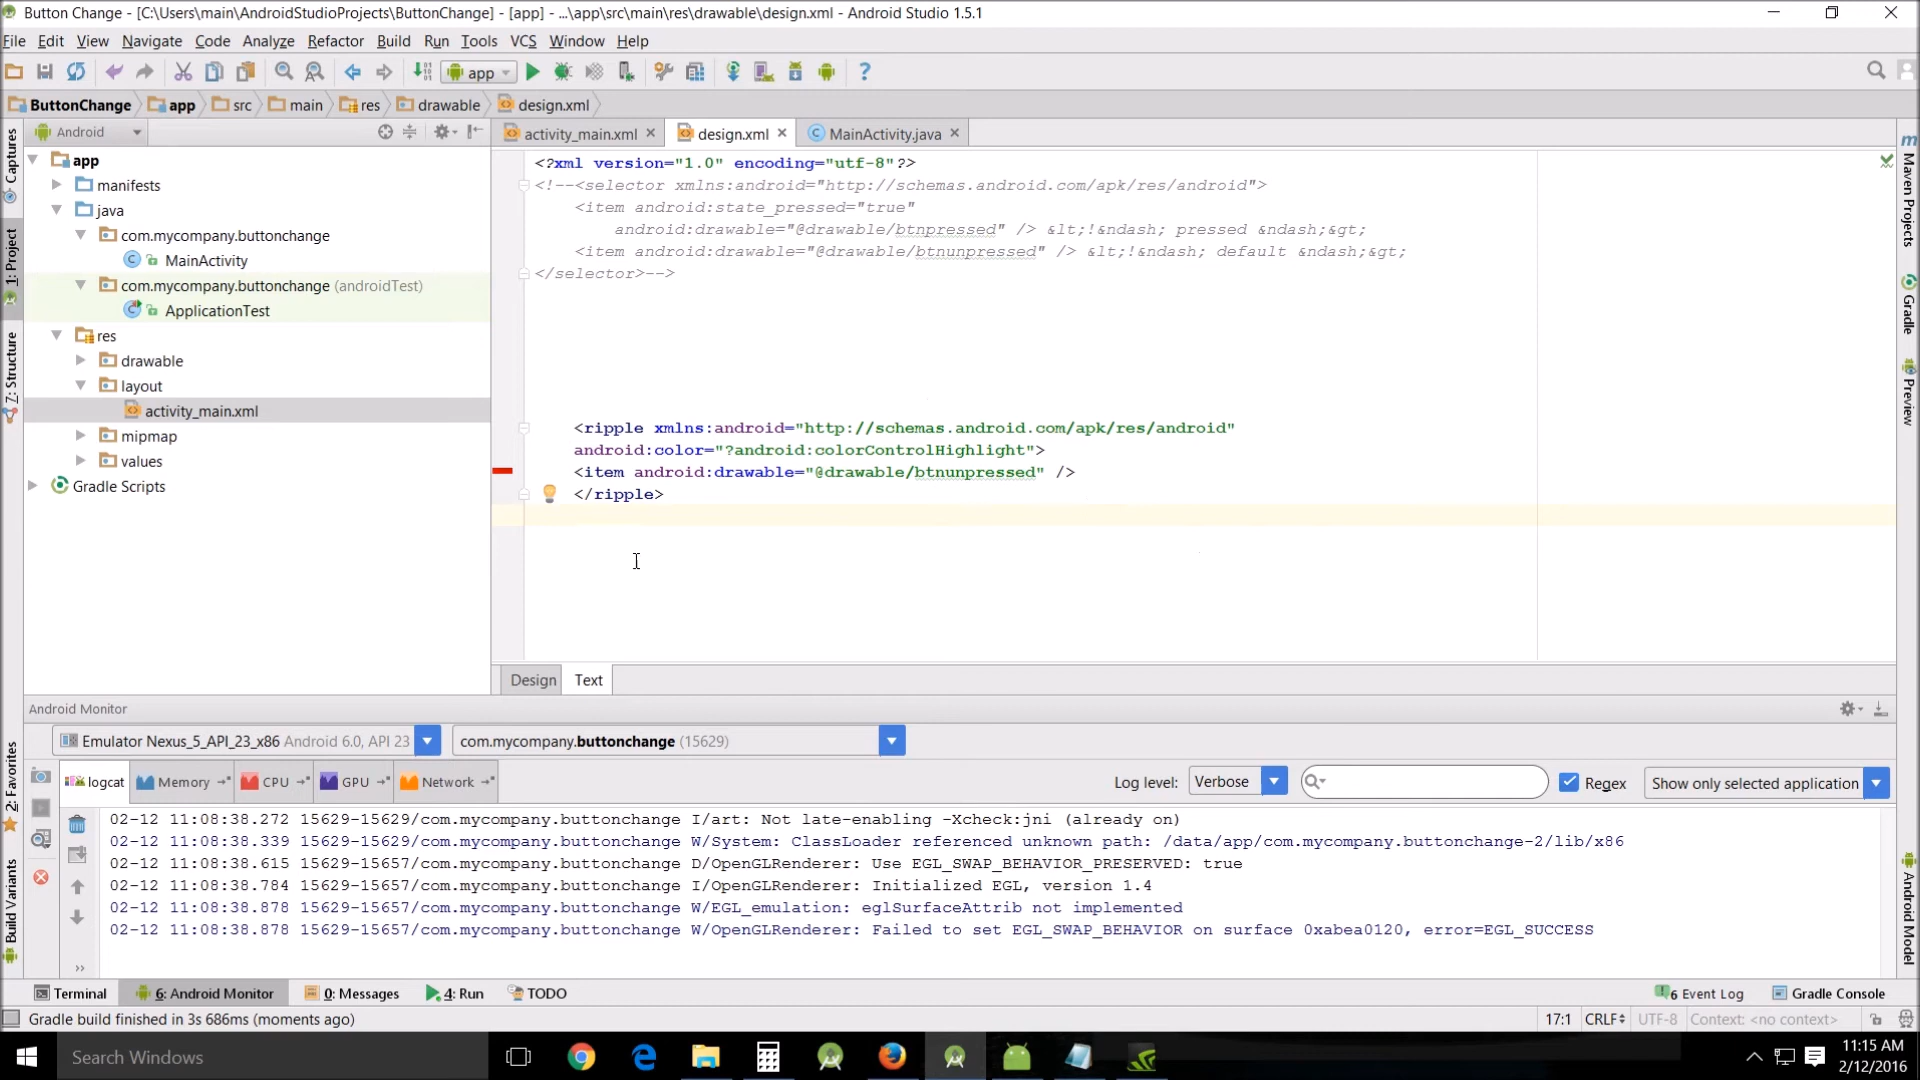 ButtonChange - [C:\Users\main\AndroidStudioProjects\ButtonChange] - [app] - ...\app\src\main\res\drawable\design.xml - Android Studio 1.5.1
File Edit View Navigate Code Analyze Refactor Build Run Tools VCS Window Help
app
ButtonChange app src main res drawable design.xml
Android
activity_main.xml design.xml MainActivity.java
Captures
1: Project
7: Structure
2: Favorites
Build Variants
app
manifests
java
com.mycompany.buttonchange
MainActivity
com.mycompany.buttonchange (androidTest)
ApplicationTest
res
drawable
layout
activity_main.xml
mipmap
values
Gradle Scripts
<?xml version="1.0" encoding="utf-8"?>
<!--<selector xmlns:android="http://schemas.android.com/apk/res/android">
<item android:state_pressed="true"
android:drawable="@drawable/btnpressed" /> &lt;!&ndash; pressed &ndash;&gt;
<item android:drawable="@drawable/btnunpressed" /> &lt;!&ndash; default &ndash;&gt;
</selector>-->
<ripple xmlns:android="http://schemas.android.com/apk/res/android"
android:color="?android:colorControlHighlight">
<item android:drawable="@drawable/btnunpressed" />
</ripple>
Maven Projects
Gradle
Preview
Android Model
Design Text
Android Monitor
Emulator Nexus_5_API_23_x86 Android 6.0, API 23 com.mycompany.buttonchange (15629)
logcat Memory CPU GPU Network Log level: Verbose Regex Show only selected application
02-12 11:08:38.272 15629-15629/com.mycompany.buttonchange I/art: Not late-enabling -Xcheck:jni (already on)
02-12 11:08:38.339 15629-15629/com.mycompany.buttonchange W/System: ClassLoader referenced unknown path: /data/app/com.mycompany.buttonchange-2/lib/x86
02-12 11:08:38.615 15629-15657/com.mycompany.buttonchange D/OpenGLRenderer: Use EGL_SWAP_BEHAVIOR_PRESERVED: true
02-12 11:08:38.784 15629-15657/com.mycompany.buttonchange I/OpenGLRenderer: Initialized EGL, version 1.4
02-12 11:08:38.878 15629-15657/com.mycompany.buttonchange W/EGL_emulation: eglSurfaceAttrib not implemented
02-12 11:08:38.878 15629-15657/com.mycompany.buttonchange W/OpenGLRenderer: Failed to set EGL_SWAP_BEHAVIOR on surface 0xabea0120, error=EGL_SUCCESS
Terminal 6: Android Monitor 0: Messages 4: Run TODO 6 Event Log Gradle Console
Gradle build finished in 3s 686ms (moments ago) 17:1 CRLF UTF-8 Context: <no context>
Search Windows
11:15 AM
2/12/2016